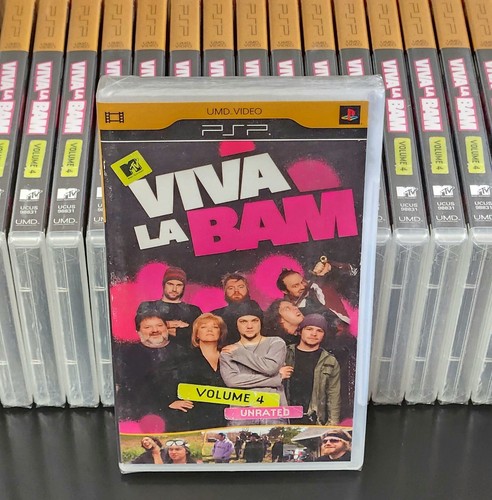 UMD VIDEO
PSP
MTV
VIVA
LA BAM
VOLUME 4
UNRATED
VIVA LA BAM
VOLUME 4
MTV
UCUS
98831
UMD